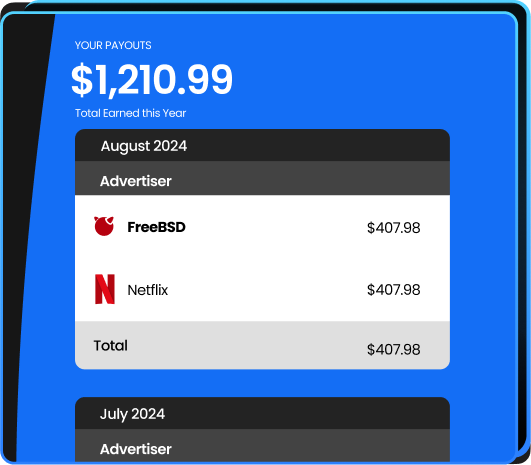 YOUR PAYOUTS
$1,210.99
Total Earned this Year
August 2024
Advertiser
FreeBSD $407.98
Netflix $407.98
Total $407.98
July 2024
Advertiser